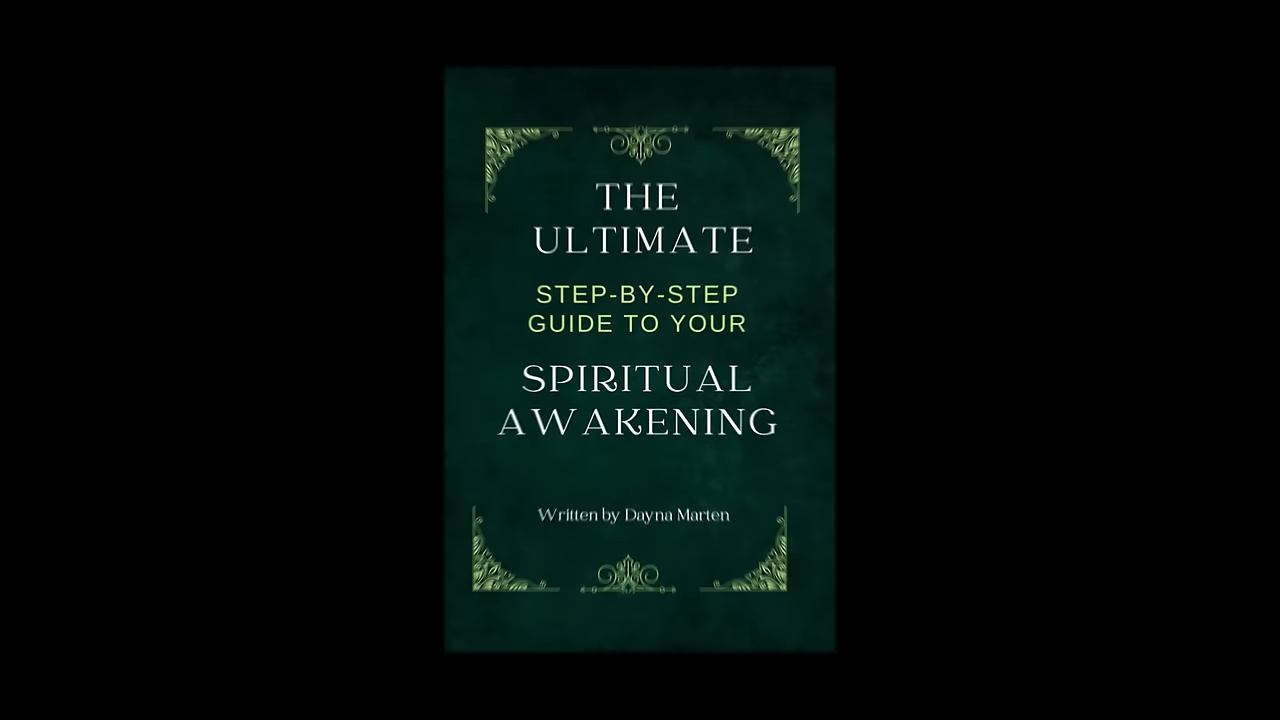 THE
ULTIMATE
STEP-BY-STEP
GUIDE TO YOUR
SPIRITUAL
AWAKENING
Written by Dayna Marten